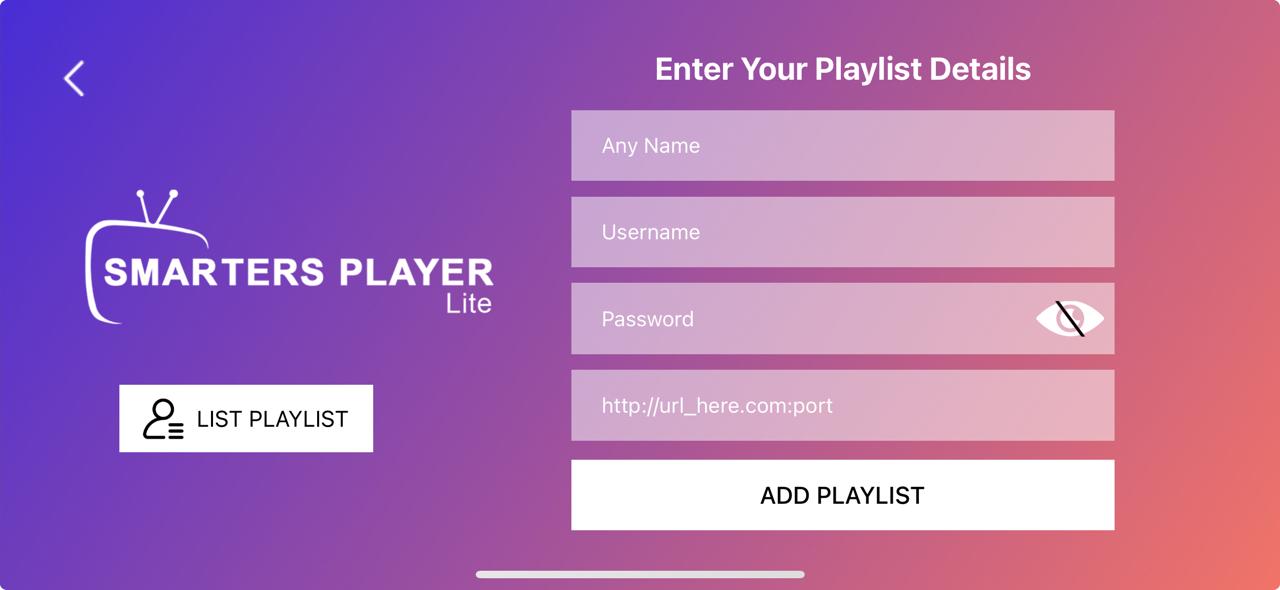 Enter Your Playlist Details
Any Name
Username
SMARTERS PLAYER
Lite
Password
http://url_here.com:port
LIST PLAYLIST
ADD PLAYLIST